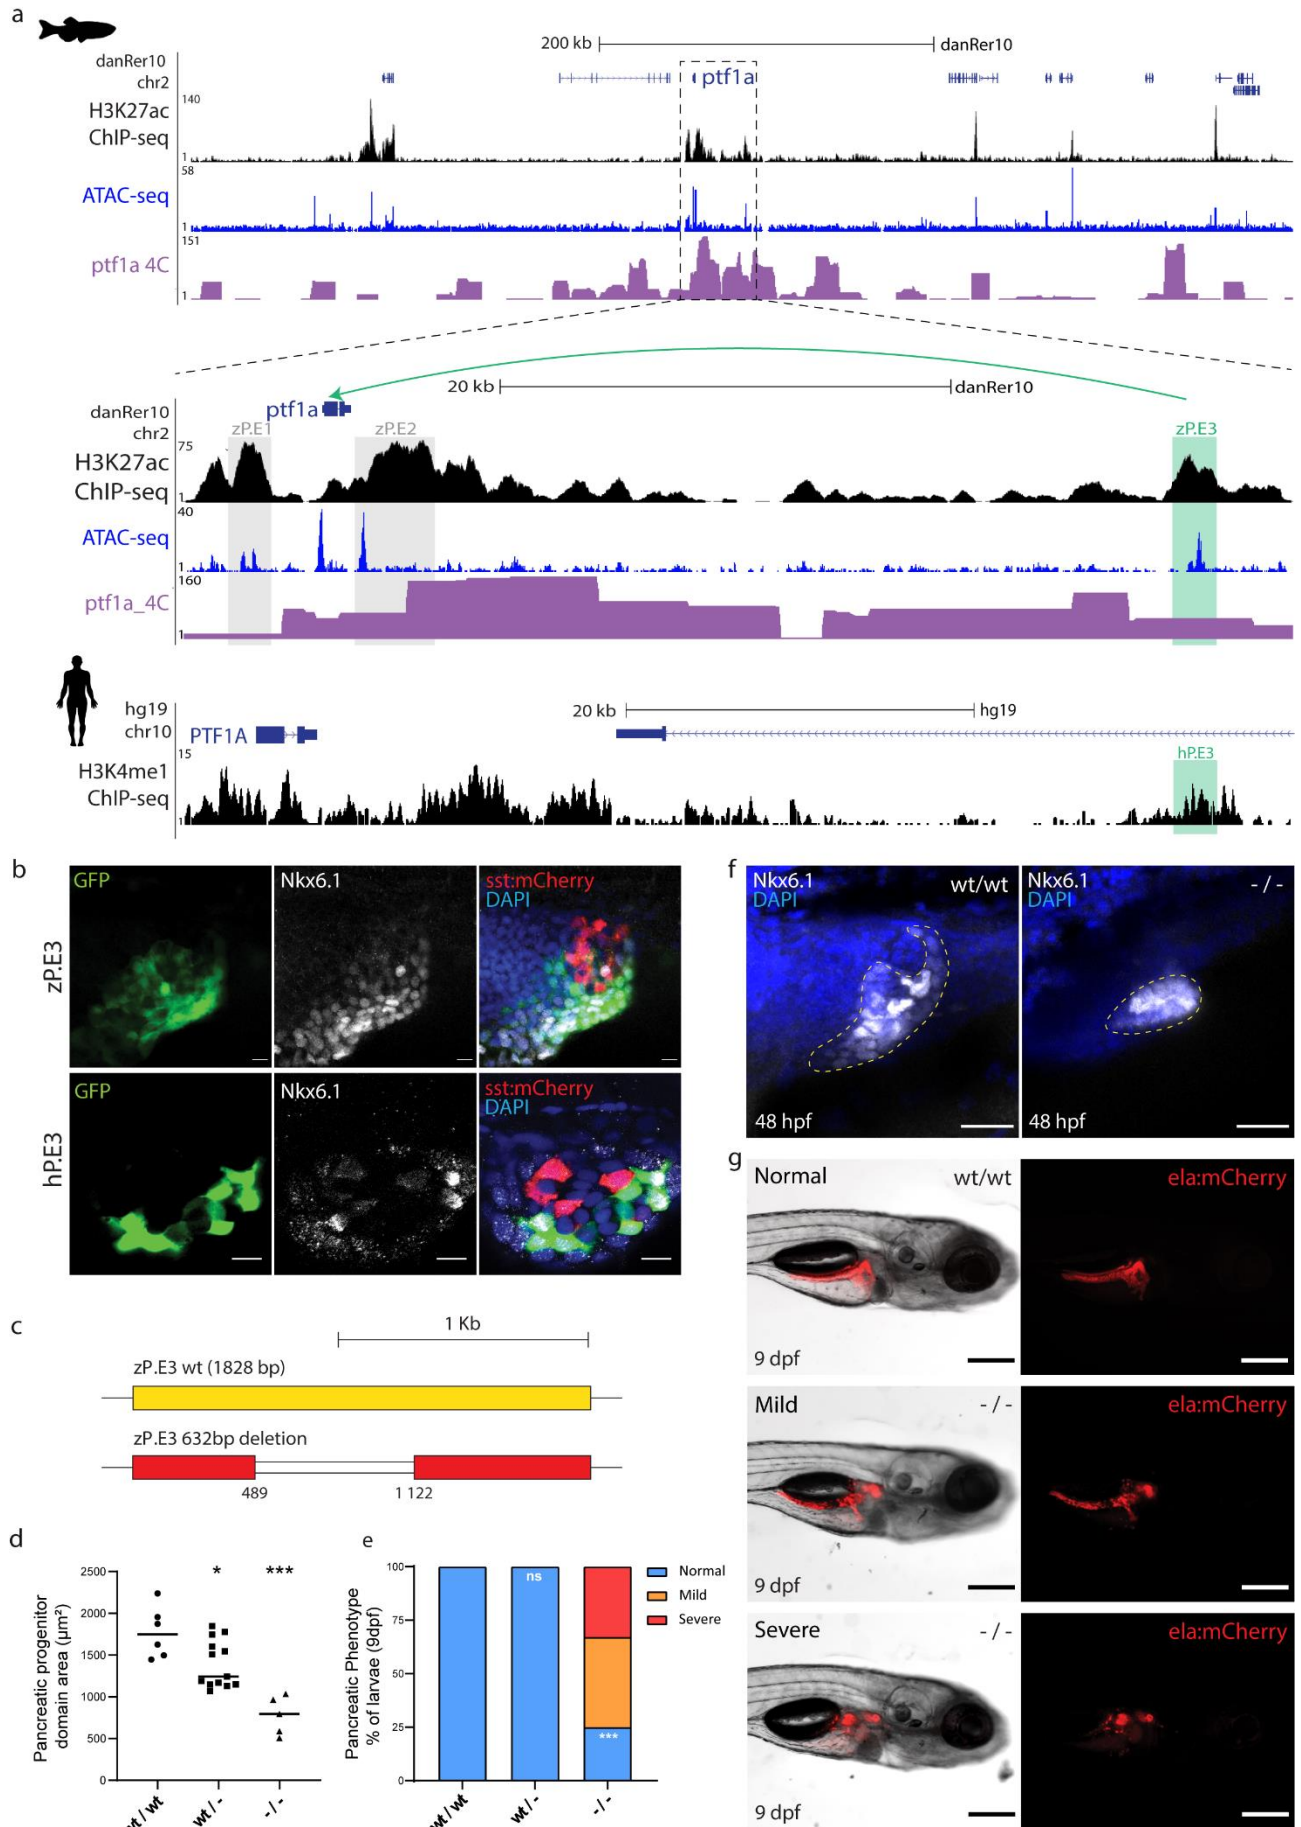 a
200 kb
danRer10
danRer10
chr2
ptf1a
H3K27ac
ChIP-seq
140
1
ATAC-seq
58
1
ptf1a 4C
151
1
20 kb
danRer10
danRer10
chr2
ptf1a
zP.E1
zP.E2
zP.E3
H3K27ac
ChIP-seq
75
1
ATAC-seq
40
1
ptf1a_4C
160
1
20 kb
hg19
hg19
chr10
PTF1A
hP.E3
H3K4me1
ChIP-seq
15
1
b
zP.E3
GFP
Nkx6.1
sst:mCherry
DAPI
hP.E3
GFP
Nkx6.1
sst:mCherry
DAPI
c
1 Kb
zP.E3 wt (1828 bp)
zP.E3 632bp deletion
489
1 122
d
Pancreatic progenitor
domain area (μm²)
2500
2000
1500
1000
500
0
*
***
wt / wt
wt / -
- / -
e
Pancreatic Phenotype
% of larvae (9dpf)
100
75
50
25
0
ns
***
wt / wt
wt / -
- / -
Normal
Mild
Severe
f
Nkx6.1
DAPI
wt/wt
48 hpf
Nkx6.1
DAPI
- / -
48 hpf
g
Normal
wt/wt
9 dpf
ela:mCherry
Mild
- / -
9 dpf
ela:mCherry
Severe
- / -
9 dpf
ela:mCherry